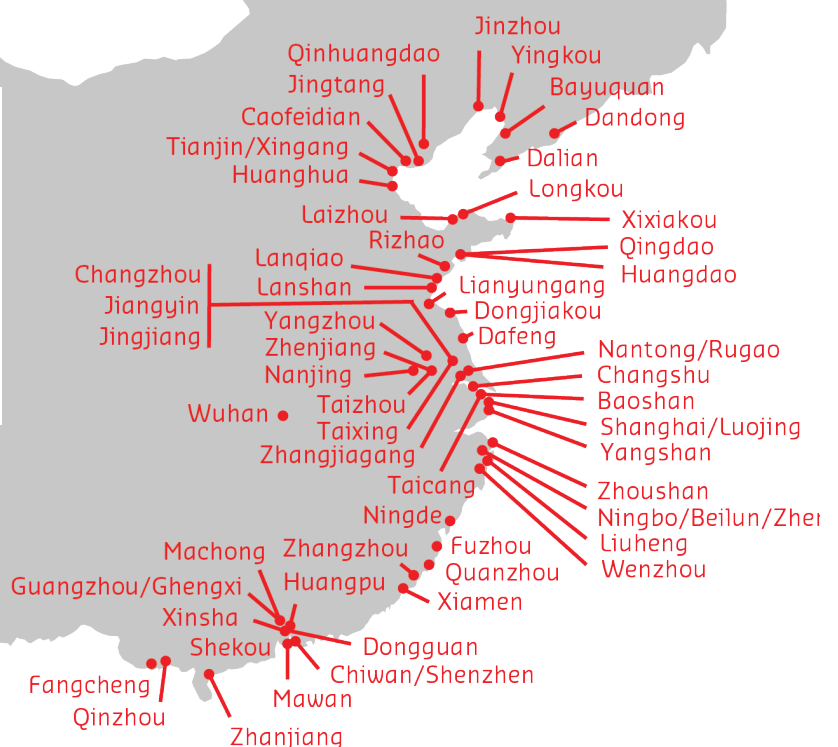 Jinzhou
Qinhuangdao
Yingkou
Jingtang
Bayuquan
Caofeidian
Dandong
Tianjin/Xingang
Dalian
Huanghua
Longkou
Laizhou
Xixiakou
Rizhao
Qingdao
Lanqiao
Huangdao
Changzhou
Lanshan
Lianyungang
Jiangyin
Dongjiakou
Yangzhou
Jingjiang
Dafeng
Zhenjiang
Nantong/Rugao
Nanjing
Changshu
Taizhou
Baoshan
Wuhan
Shanghai/Luojing
Taixing
Zhangjiagang
Yangshan
Taicang
Zhoushan
Ningde
Ningbo/Beilun/Zher
Liuheng
Machong
Zhangzhou
Fuzhou
Wenzhou
Guangzhou/Ghengxi
Huangpu
Quanzhou
Xiamen
Xinsha
Shekou
Dongguan
Chiwan/Shenzhen
Fangcheng
Mawan
Qinzhou
Zhanjiang